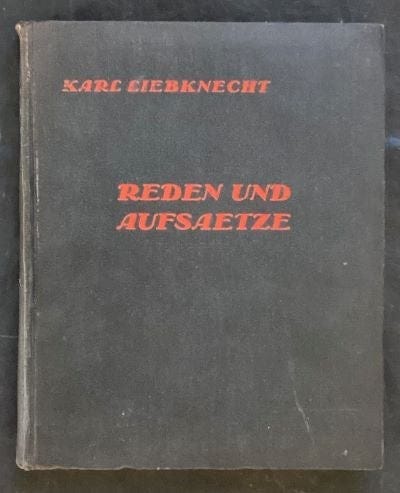 KARL LIEBKNECHT
REDEN UND
AUFSAETZE